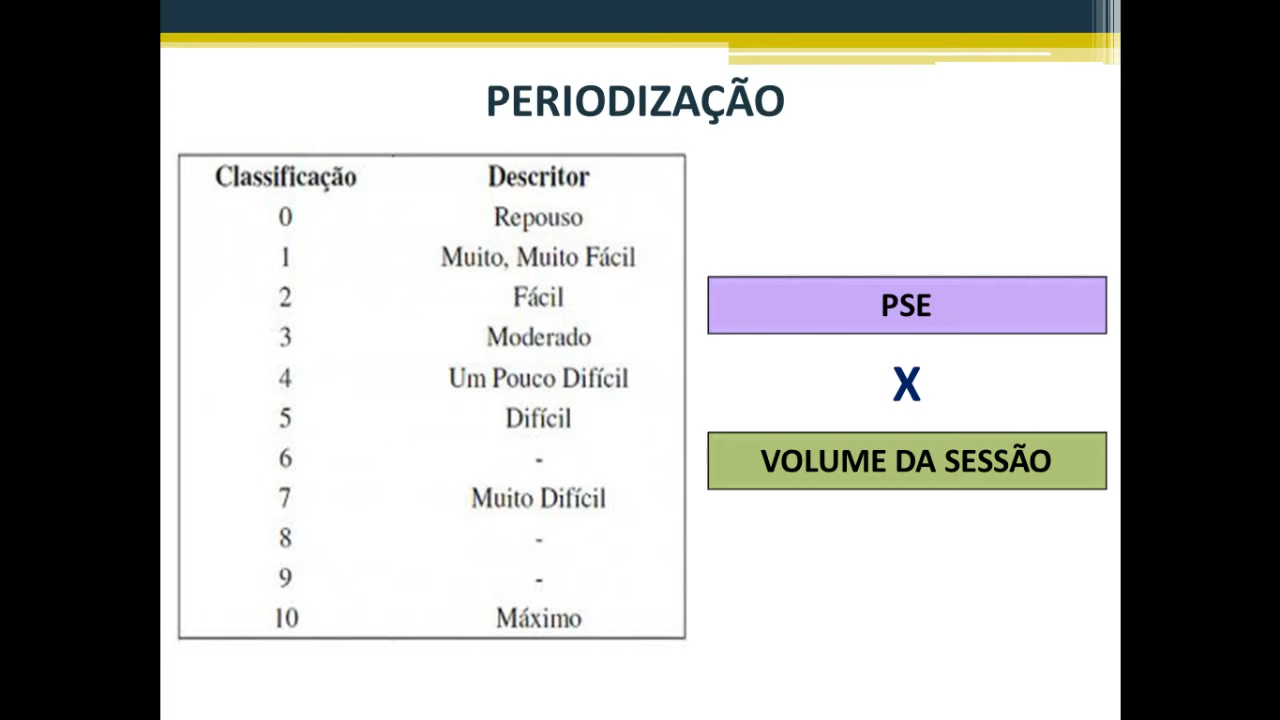 PERIODIZAÇÃO
Classificação Descritor
0 Repouso
1 Muito, Muito Fácil
2 Fácil
3 Moderado
4 Um Pouco Difícil
5 Difícil
6 -
7 Muito Difícil
8 -
9 -
10 Máximo
PSE
X
VOLUME DA SESSÃO